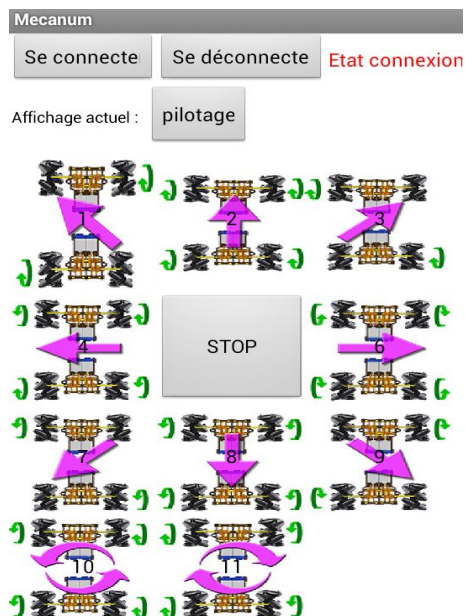 Mecanum
Se connecte Se déconnecte Etat connexion
Affichage actuel : pilotage
1 2 3
4 STOP 6
7 8 9
10 11